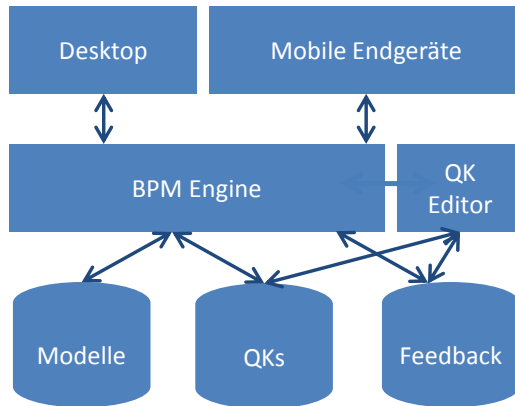 Desktop
Mobile Endgeräte
BPM Engine
QK
Editor
Modelle
QKs
Feedback